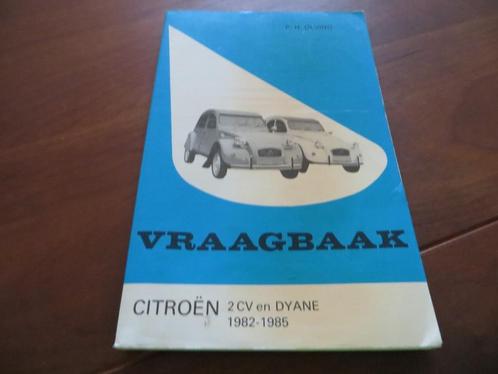 P. H. OLVING
VRAAGBAAK
CITROËN 2 CV en DYANE
1982-1985